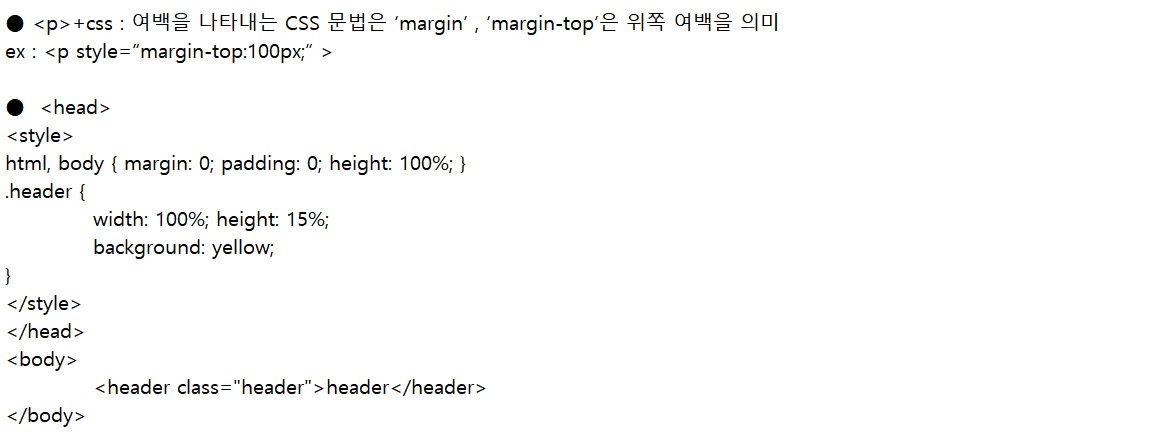 ● <p>+css : 여백을 나타내는 CSS 문법은 ‘margin’ , ‘margin-top’은 위쪽 여백을 의미
ex : <p style=”margin-top:100px;” >
● <head>
<style>
html, body { margin: 0; padding: 0; height: 100%; }
.header {
width: 100%; height: 15%;
background: yellow;
}
</style>
</head>
<body>
<header class="header">header</header>
</body>